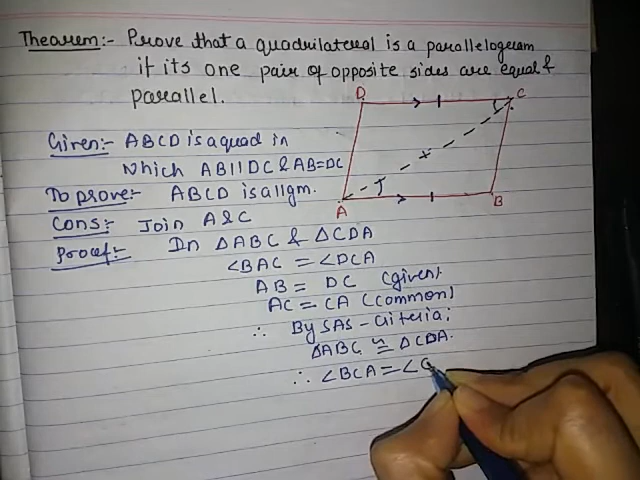 Theorem:- Prove that a quadrilateral is a parallelogram
if its one pair of opposite sides are equal &
parallel.
D
C
A
B
Given:- ABCD is a quad in
which AB||DC & AB=DC
To prove:- ABCD is a llgm.
Cons:- Join A & C
Proof:- In ΔABC & ΔCDA
∠BAC = ∠DCA
AB = DC (given)
AC = CA (common)
∴ By SAS - Criteria;
ΔABC ≅ ΔCDA.
∴ ∠BCA = ∠